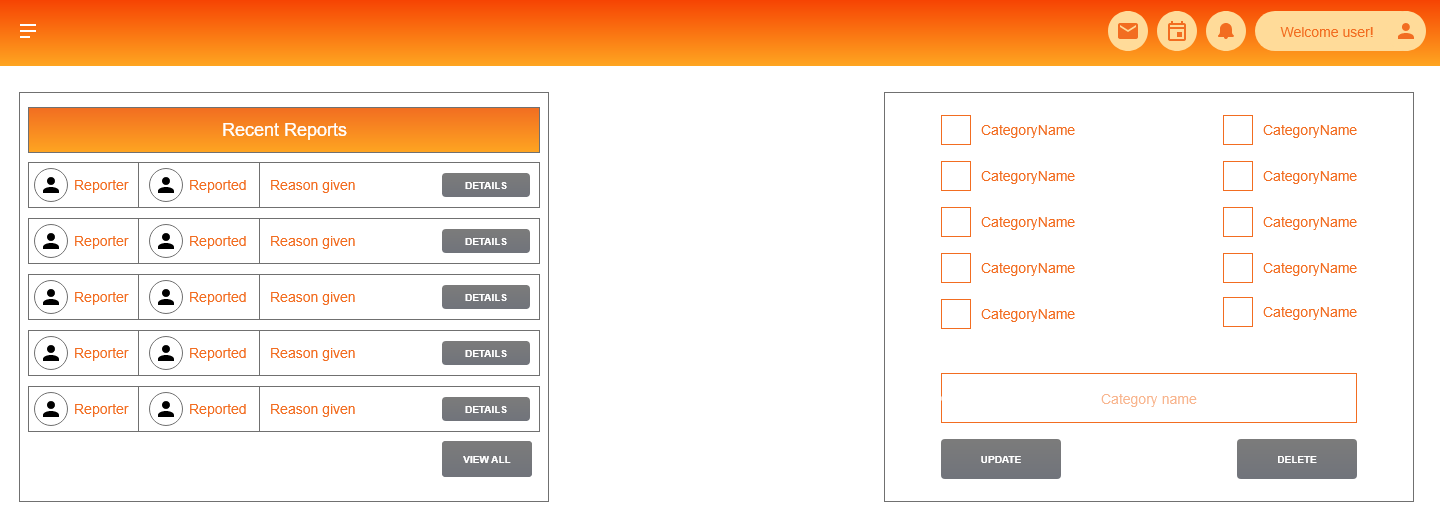 Welcome user!
Recent Reports
Reporter Reported Reason given DETAILS
Reporter Reported Reason given DETAILS
Reporter Reported Reason given DETAILS
Reporter Reported Reason given DETAILS
Reporter Reported Reason given DETAILS
VIEW ALL
CategoryName CategoryName
CategoryName CategoryName
CategoryName CategoryName
CategoryName CategoryName
CategoryName CategoryName
Category name
UPDATE DELETE